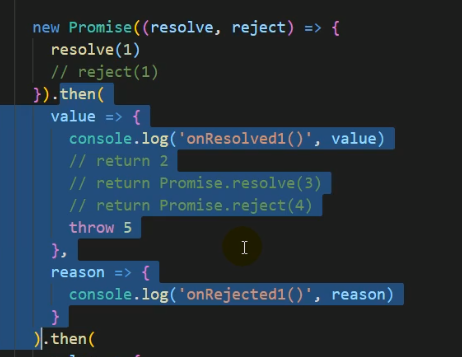 new Promise((resolve, reject) => {
resolve(1)
// reject(1)
}).then(
value => {
console.log('onResolved1()', value)
// return 2
// return Promise.resolve(3)
// return Promise.reject(4)
throw 5
},
reason => {
console.log('onRejected1()', reason)
}
).then(